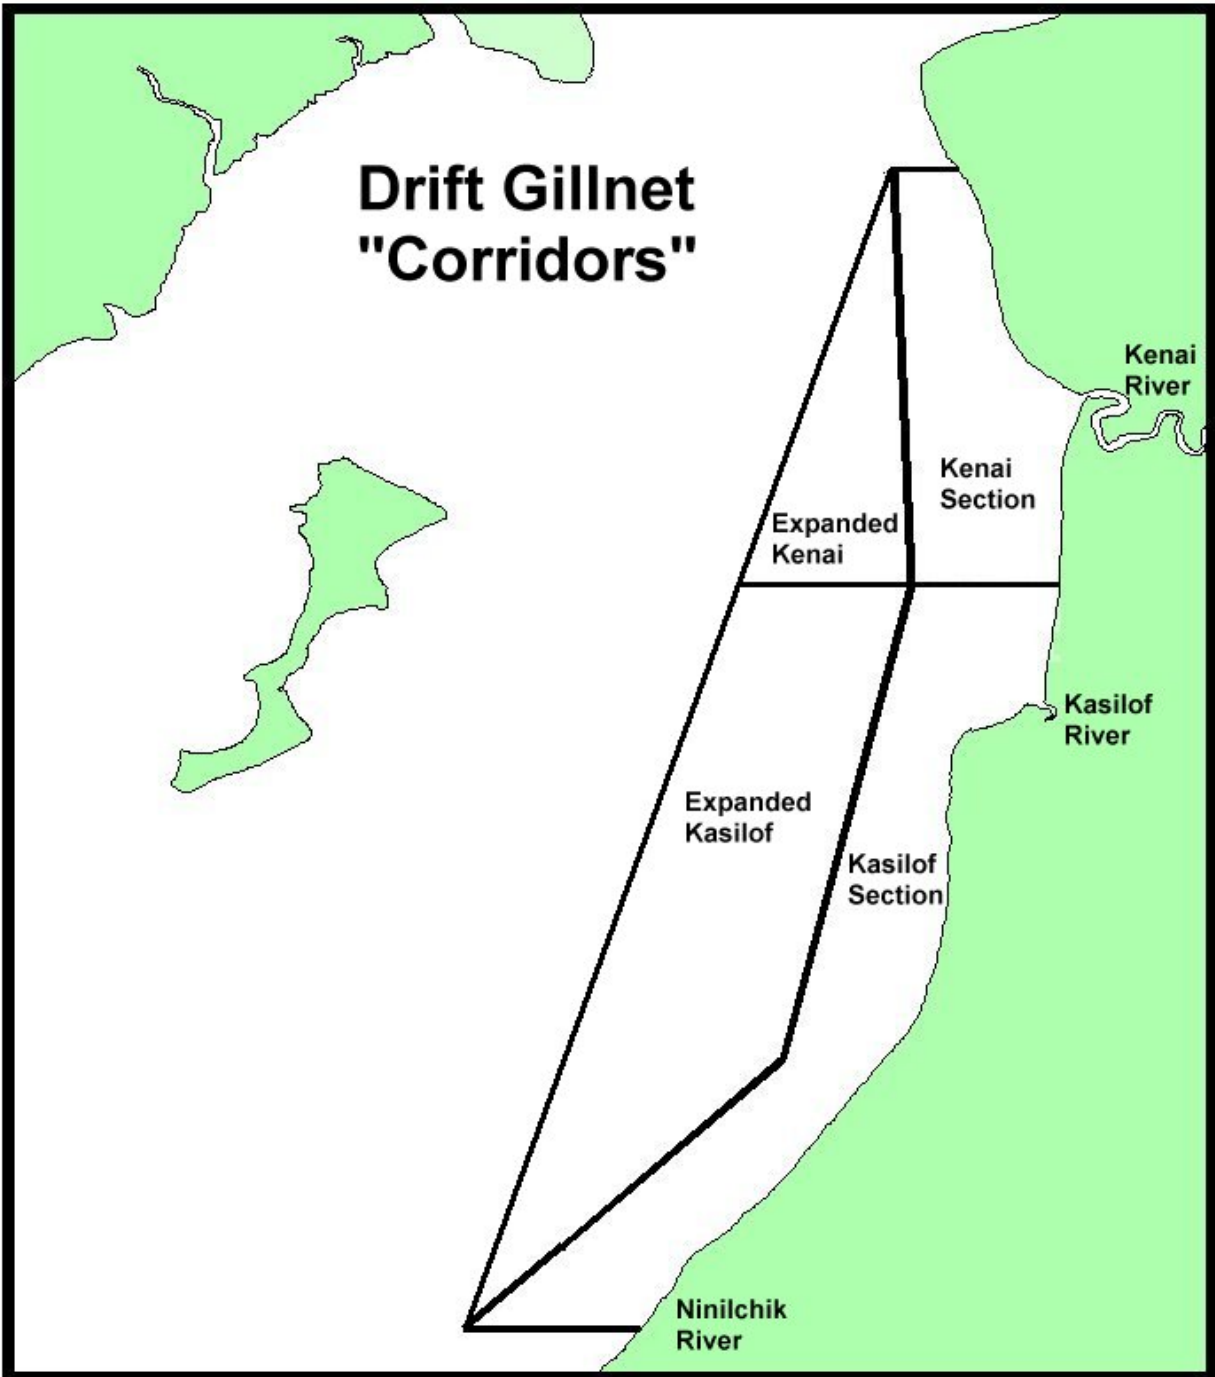 Drift Gillnet
"Corridors"
Kenai
River
Kenai
Section
Expanded
Kenai
Kasilof
River
Expanded
Kasilof
Kasilof
Section
Ninilchik
River